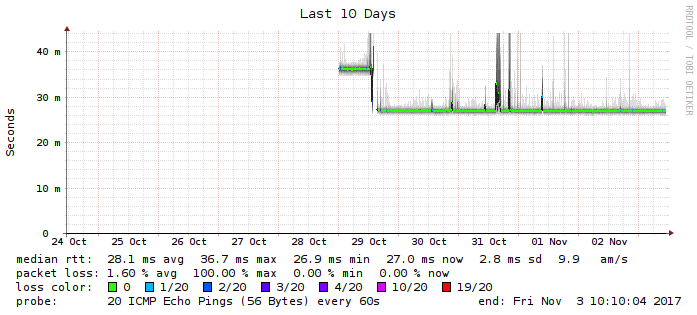 Last 10 Days
RRDTOOL / TOBI OETIKER
Seconds
40 m
30 m
20 m
10 m
0
24 Oct 25 Oct 26 Oct 27 Oct 28 Oct 29 Oct 30 Oct 31 Oct 01 Nov 02 Nov
median rtt: 28.1 ms avg 36.7 ms max 26.9 ms min 27.0 ms now 2.8 ms sd 9.9 am/s
packet loss: 1.60 % avg 100.00 % max 0.00 % min 0.00 % now
loss color: 0 1/20 2/20 3/20 4/20 10/20 19/20
probe: 20 ICMP Echo Pings (56 Bytes) every 60s end: Fri Nov 3 10:10:04 2017